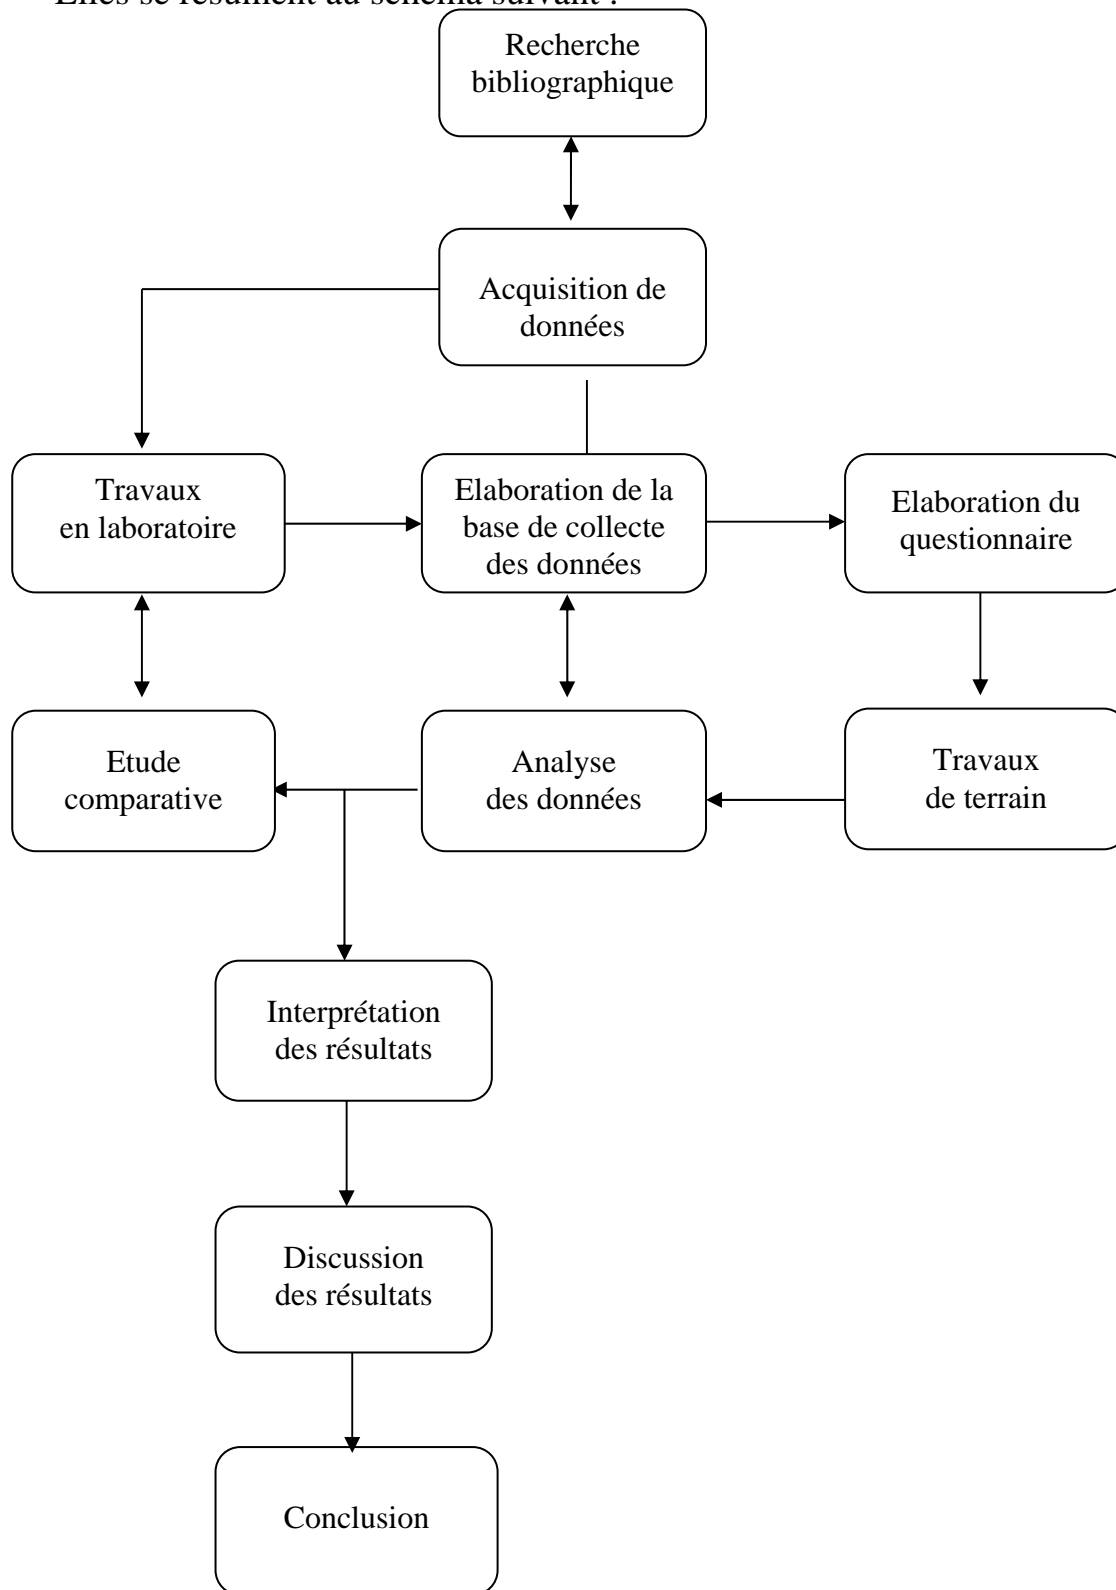 Elles se résument au schéma suivant :
Recherche
bibliographique
Acquisition de
données
Travaux
en laboratoire
Elaboration de la
base de collecte
des données
Elaboration du
questionnaire
Etude
comparative
Analyse
des données
Travaux
de terrain
Interprétation
des résultats
Discussion
des résultats
Conclusion